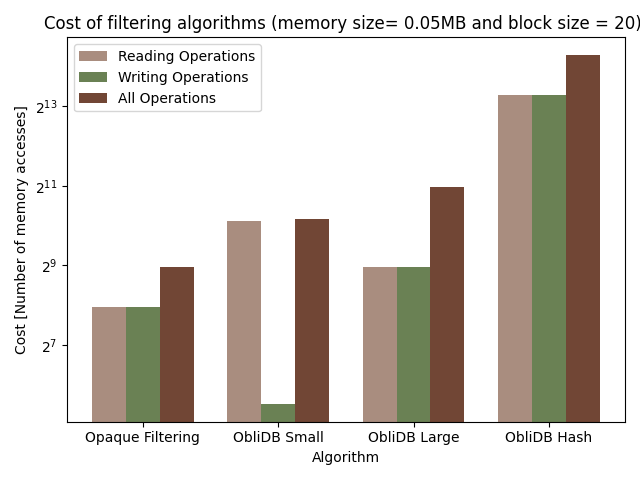 Cost of filtering algorithms (memory size= 0.05MB and block size = 20)
Reading Operations
Writing Operations
All Operations
2^13
2^11
2^9
2^7
Cost [Number of memory accesses]
Opaque Filtering ObliDB Small ObliDB Large ObliDB Hash
Algorithm